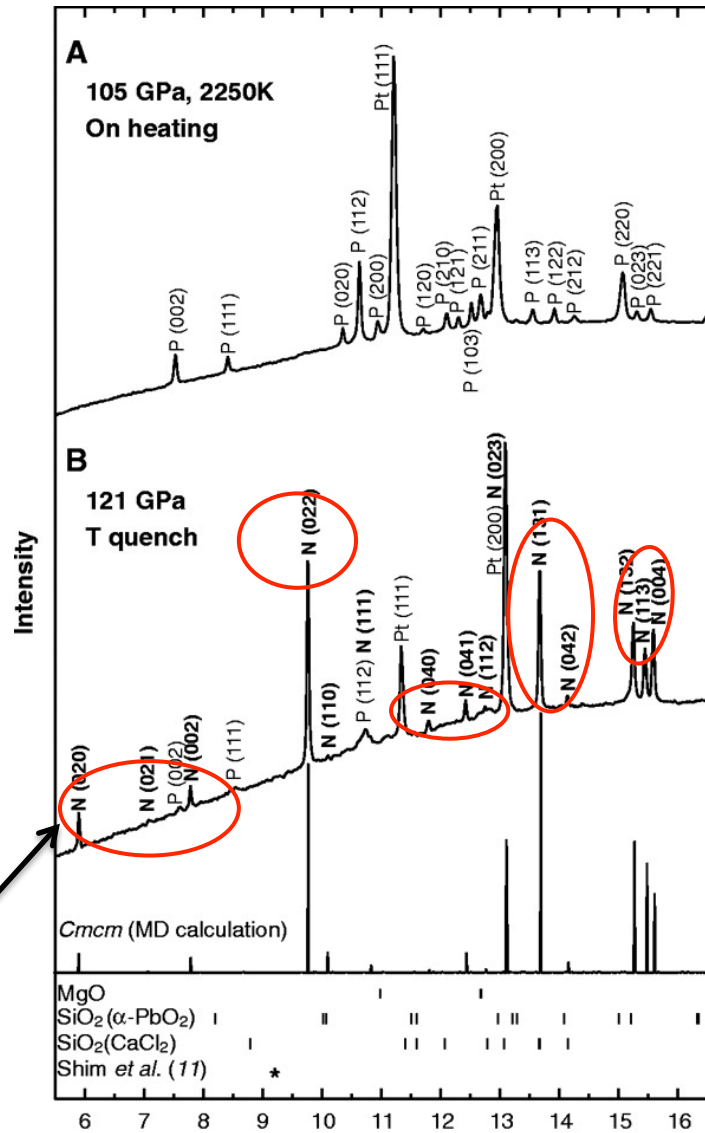 A
105 GPa, 2250K
On heating
P (002)
P (111)
P (020)
P (112)
P (200)
Pt (111)
P (120)
P (210)
P (121)
P (103)
P (211)
Pt (200)
P (113)
P (122)
P (212)
P (220)
P (023)
P (221)
B
121 GPa
T quench
N (020)
N (021)
P (002)
N (002)
P (111)
N (022)
N (110)
P (112) N (111)
Pt (111)
N (040)
N (041)
N (112)
Pt (200) N (023)
N (131)
N (042)
N (132)
N (113)
N (004)
Intensity
Cmcm (MD calculation)
MgO
SiO₂ (α-PbO₂)
SiO₂(CaCl₂)
Shim et al. (11) *
6 7 8 9 10 11 12 13 14 15 16